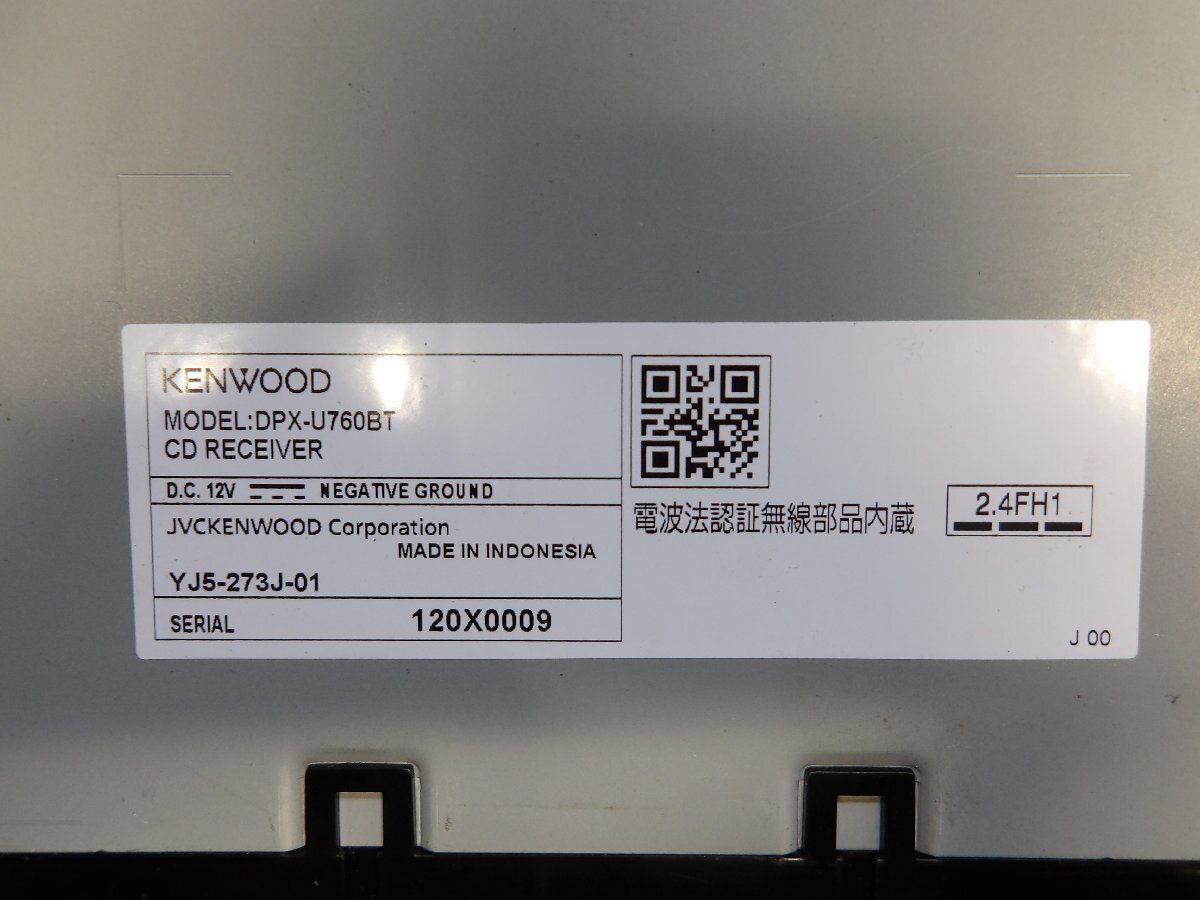 KENWOOD
MODEL:DPX-U760BT
CD RECEIVER
D.C. 12V NEGATIVE GROUND
JVCKENWOOD Corporation
MADE IN INDONESIA
YJ5-273J-01
SERIAL 120X0009
電波法認証無線部品内蔵
2.4FH1
J 00